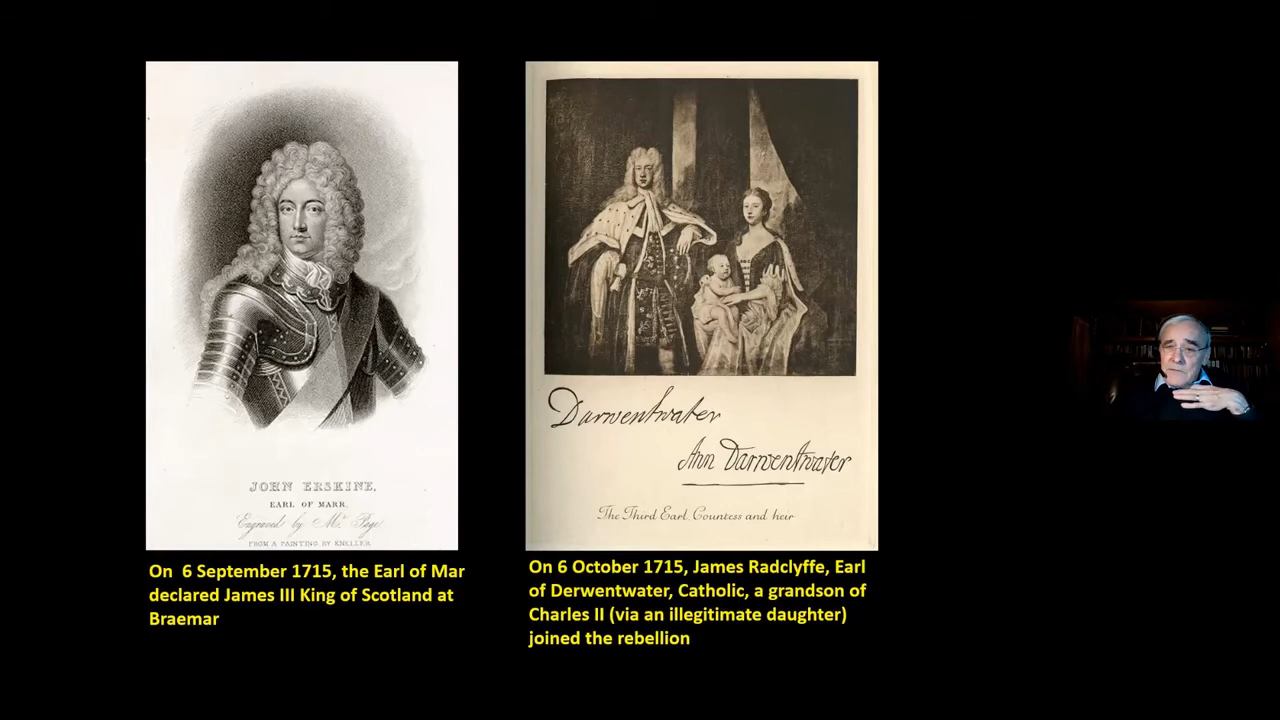 JOHN ERSKINE,
EARL OF MARR.
Engraved by Mr. Page
FROM A PAINTING BY KNELLER
On 6 September 1715, the Earl of Mar
declared James III King of Scotland at
Braemar
Darwentwater
Ann Darwentwater
The Third Earl, Countess and heir
On 6 October 1715, James Radclyffe, Earl
of Derwentwater, Catholic, a grandson of
Charles II (via an illegitimate daughter)
joined the rebellion